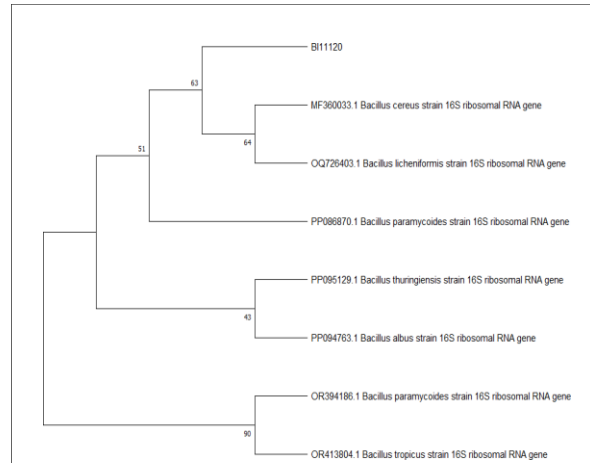 BI11120
63
MF360033.1 Bacillus cereus strain 16S ribosomal RNA gene
64
51
OQ726403.1 Bacillus licheniformis strain 16S ribosomal RNA gene
PP086870.1 Bacillus paramycoides strain 16S ribosomal RNA gene
PP095129.1 Bacillus thuringiensis strain 16S ribosomal RNA gene
43
PP094763.1 Bacillus albus strain 16S ribosomal RNA gene
OR394186.1 Bacillus paramycoides strain 16S ribosomal RNA gene
90
OR413804.1 Bacillus tropicus strain 16S ribosomal RNA gene